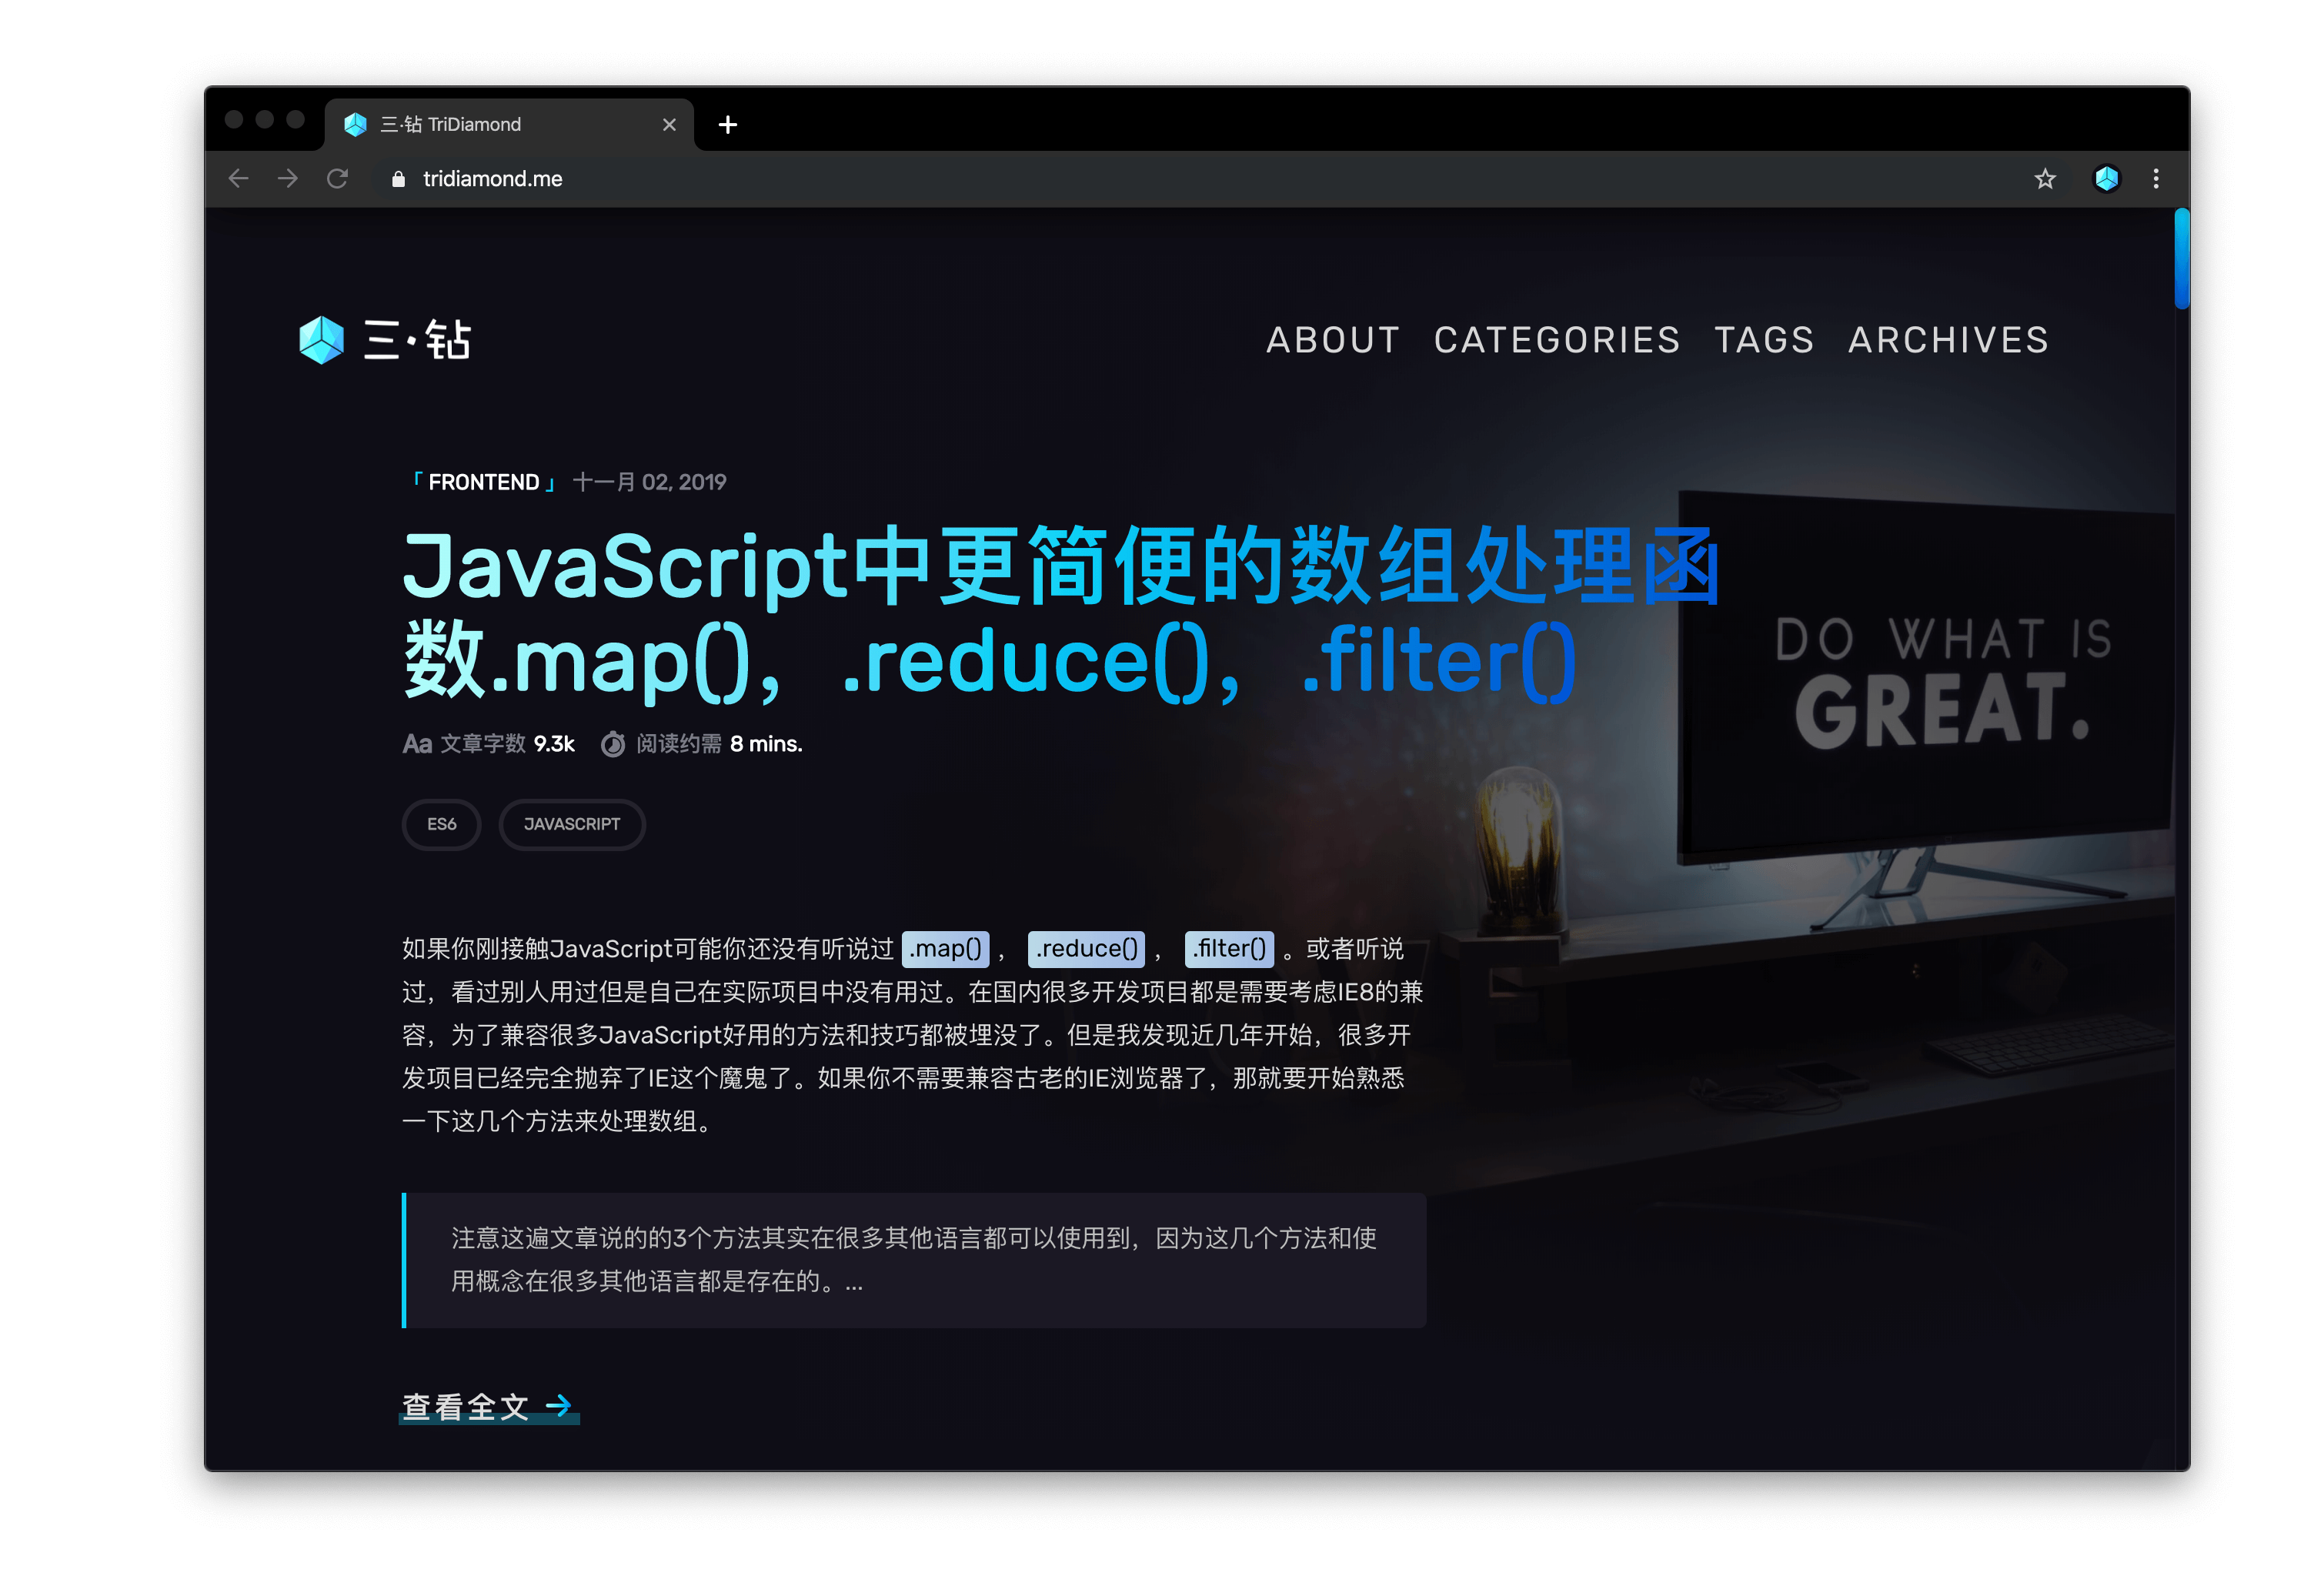 三·钻 TriDiamond
tridiamond.me
三·钻
ABOUT CATEGORIES TAGS ARCHIVES
「FRONTEND」 十一月 02, 2019
JavaScript中更简便的数组处理函
数.map()，.reduce()，.filter()
Aa 文章字数 9.3k 阅读约需 8 mins.
DO WHAT IS
GREAT.
ES6 JAVASCRIPT
如果你刚接触JavaScript可能你还没有听说过 .map() ， .reduce() ， .filter() 。或者听说
过，看过别人用过但是自己在实际项目中没有用过。在国内很多开发项目都是需要考虑IE8的兼
容，为了兼容很多JavaScript好用的方法和技巧都被埋没了。但是我发现近几年开始，很多开
发项目已经完全抛弃了IE这个魔鬼了。如果你不需要兼容古老的IE浏览器了，那就要开始熟悉
一下这几个方法来处理数组。
注意这遍文章说的的3个方法其实在很多其他语言都可以使用到，因为这几个方法和使
用概念在很多其他语言都是存在的。...
查看全文